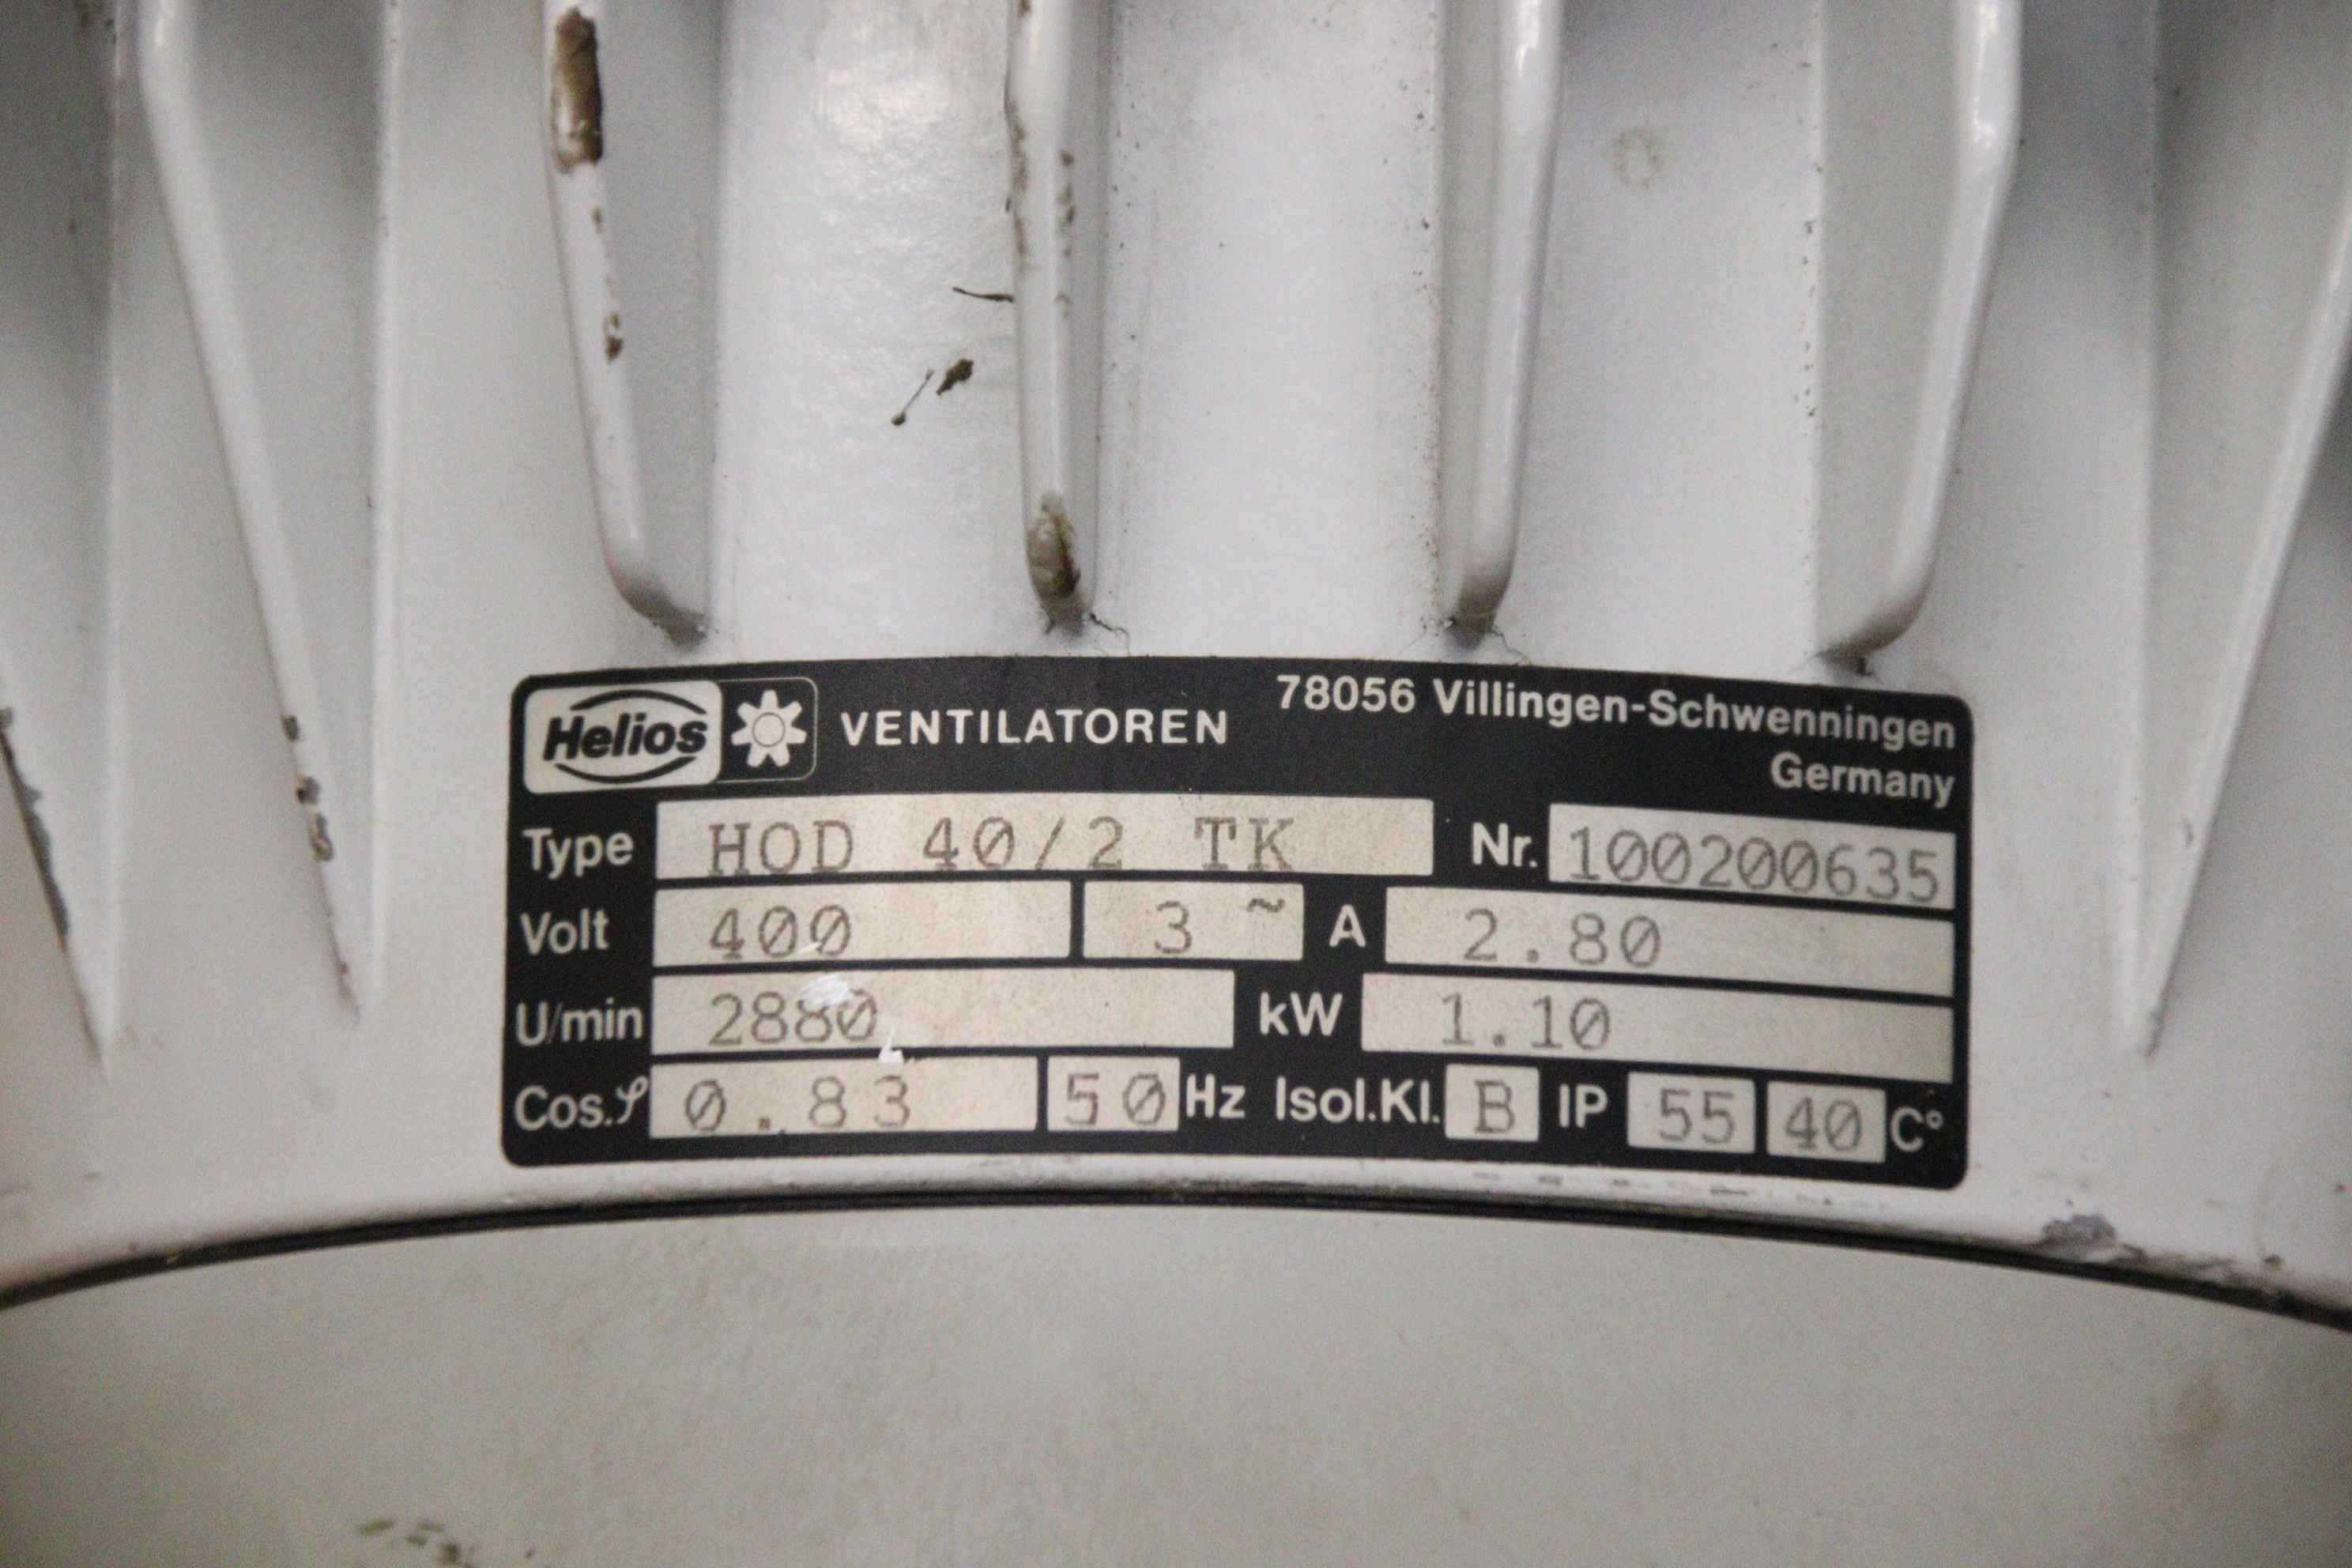 Helios VENTILATOREN 78056 Villingen-Schwenningen
Germany
Type HOD 40/2 TK Nr. 100200635
Volt 400 3 ~ A 2.80
U/min 2880 kW 1.10
Cos.φ 0.83 50 Hz Isol.Kl. B IP 55 40 C°